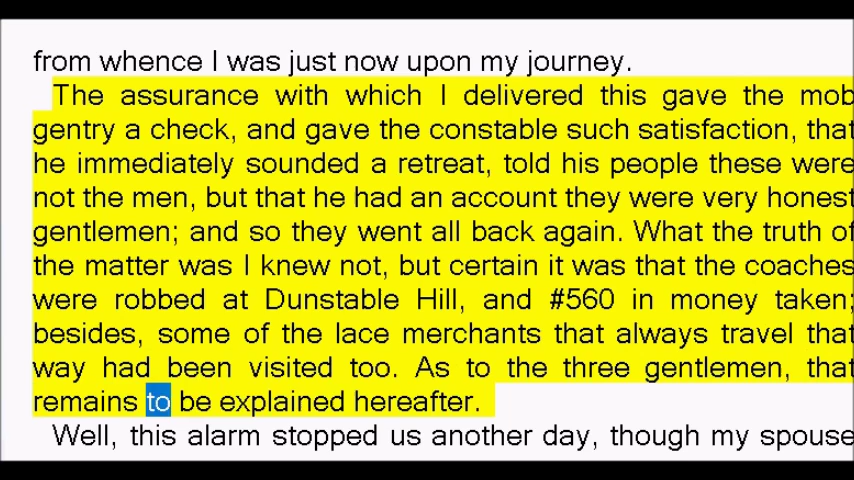 from whence I was just now upon my journey.
The assurance with which I delivered this gave the mob
gentry a check, and gave the constable such satisfaction, that
he immediately sounded a retreat, told his people these were
not the men, but that he had an account they were very honest
gentlemen; and so they went all back again. What the truth of
the matter was I knew not, but certain it was that the coaches
were robbed at Dunstable Hill, and #560 in money taken;
besides, some of the lace merchants that always travel that
way had been visited too. As to the three gentlemen, that
remains to be explained hereafter.
Well, this alarm stopped us another day, though my spouse